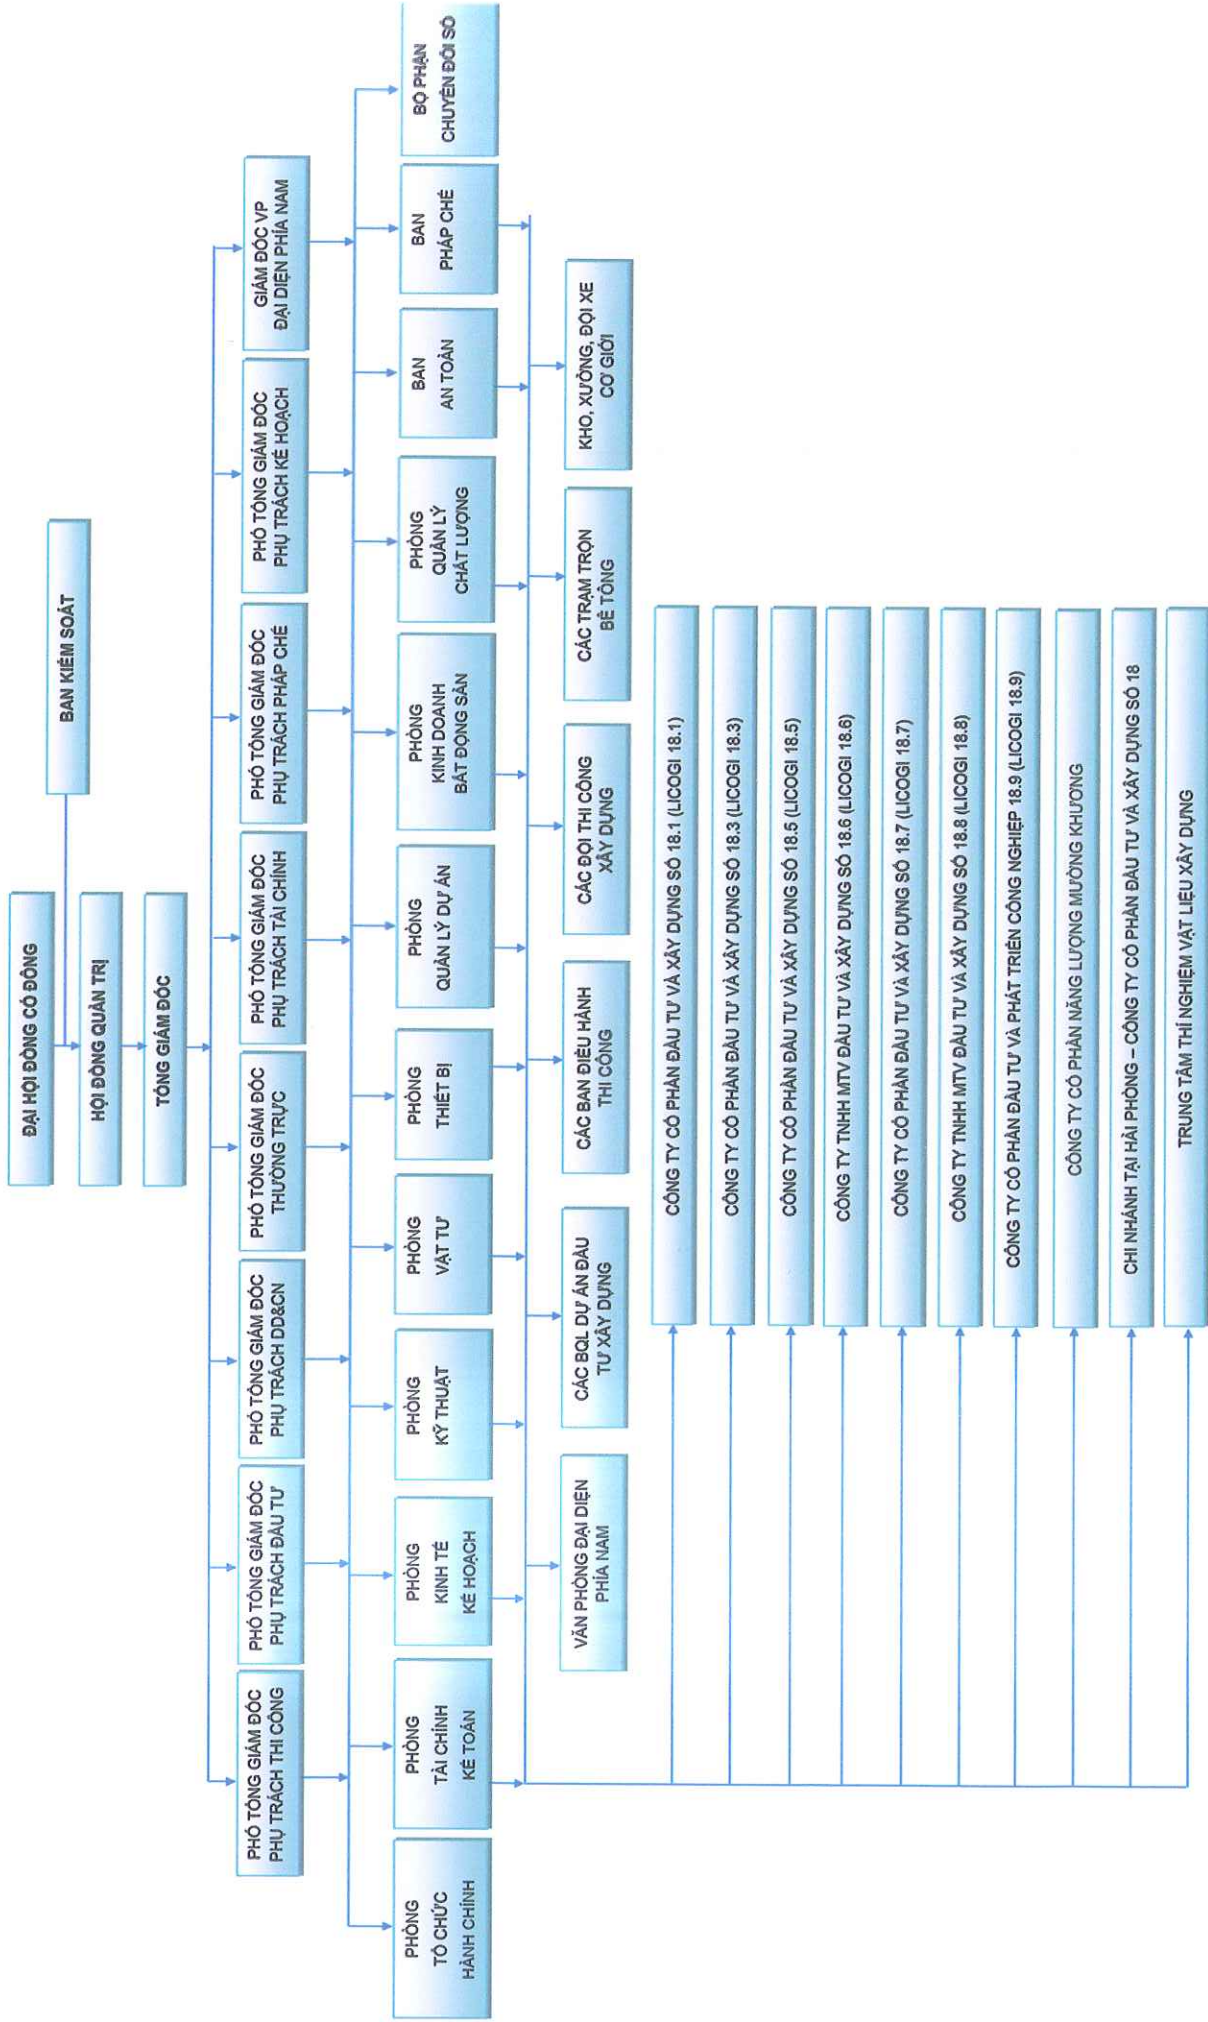 ĐẠI HỘI ĐỒNG CỔ ĐÔNG
BAN KIỂM SOÁT
HỘI ĐỒNG QUẢN TRỊ
TỔNG GIÁM ĐỐC
PHÓ TỔNG GIÁM ĐỐC
PHỤ TRÁCH THI CÔNG
PHÓ TỔNG GIÁM ĐỐC
PHỤ TRÁCH ĐẦU TƯ
PHÓ TỔNG GIÁM ĐỐC
PHỤ TRÁCH DD&CN
PHÓ TỔNG GIÁM ĐỐC
THƯỜNG TRỰC
PHÓ TỔNG GIÁM ĐỐC
PHỤ TRÁCH TÀI CHÍNH
PHÓ TỔNG GIÁM ĐỐC
PHỤ TRÁCH PHÁP CHẾ
PHÓ TỔNG GIÁM ĐỐC
PHỤ TRÁCH KẾ HOẠCH
GIÁM ĐỐC VP
ĐẠI DIỆN PHÍA NAM
PHÒNG
TỔ CHỨC
HÀNH CHÍNH
PHÒNG
TÀI CHÍNH
KẾ TOÁN
PHÒNG
KINH TẾ
KẾ HOẠCH
PHÒNG
KỸ THUẬT
PHÒNG
VẬT TƯ
PHÒNG
THIẾT BỊ
PHÒNG
QUẢN LÝ DỰ ÁN
PHÒNG
KINH DOANH
BẤT ĐỘNG SẢN
PHÒNG
QUẢN LÝ
CHẤT LƯỢNG
BAN
AN TOÀN
BAN
PHÁP CHẾ
BỘ PHẬN
CHUYỂN ĐỔI SỐ
VĂN PHÒNG ĐẠI DIỆN
PHÍA NAM
CÁC BQL DỰ ÁN ĐẦU
TƯ XÂY DỰNG
CÁC BAN ĐIỀU HÀNH
THI CÔNG
CÁC ĐỘI THI CÔNG
XÂY DỰNG
CÁC TRẠM TRỘN
BÊ TÔNG
KHO, XƯỞNG, ĐỘI XE
CƠ GIỚI
CÔNG TY CỔ PHẦN ĐẦU TƯ VÀ XÂY DỰNG SỐ 18.1 (LICOGI 18.1)
CÔNG TY CỔ PHẦN ĐẦU TƯ VÀ XÂY DỰNG SỐ 18.3 (LICOGI 18.3)
CÔNG TY CỔ PHẦN ĐẦU TƯ VÀ XÂY DỰNG SỐ 18.5 (LICOGI 18.5)
CÔNG TY TNHH MTV ĐẦU TƯ VÀ XÂY DỰNG SỐ 18.6 (LICOGI 18.6)
CÔNG TY CỔ PHẦN ĐẦU TƯ VÀ XÂY DỰNG SỐ 18.7 (LICOGI 18.7)
CÔNG TY TNHH MTV ĐẦU TƯ VÀ XÂY DỰNG SỐ 18.8 (LICOGI 18.8)
CÔNG TY CỔ PHẦN ĐẦU TƯ VÀ PHÁT TRIỂN CÔNG NGHIỆP 18.9 (LICOGI 18.9)
CÔNG TY CỔ PHẦN NĂNG LƯỢNG MƯỜNG KHƯƠNG
CHI NHÁNH TẠI HẢI PHÒNG – CÔNG TY CỔ PHẦN ĐẦU TƯ VÀ XÂY DỰNG SỐ 18
TRUNG TÂM THÍ NGHIỆM VẬT LIỆU XÂY DỰNG